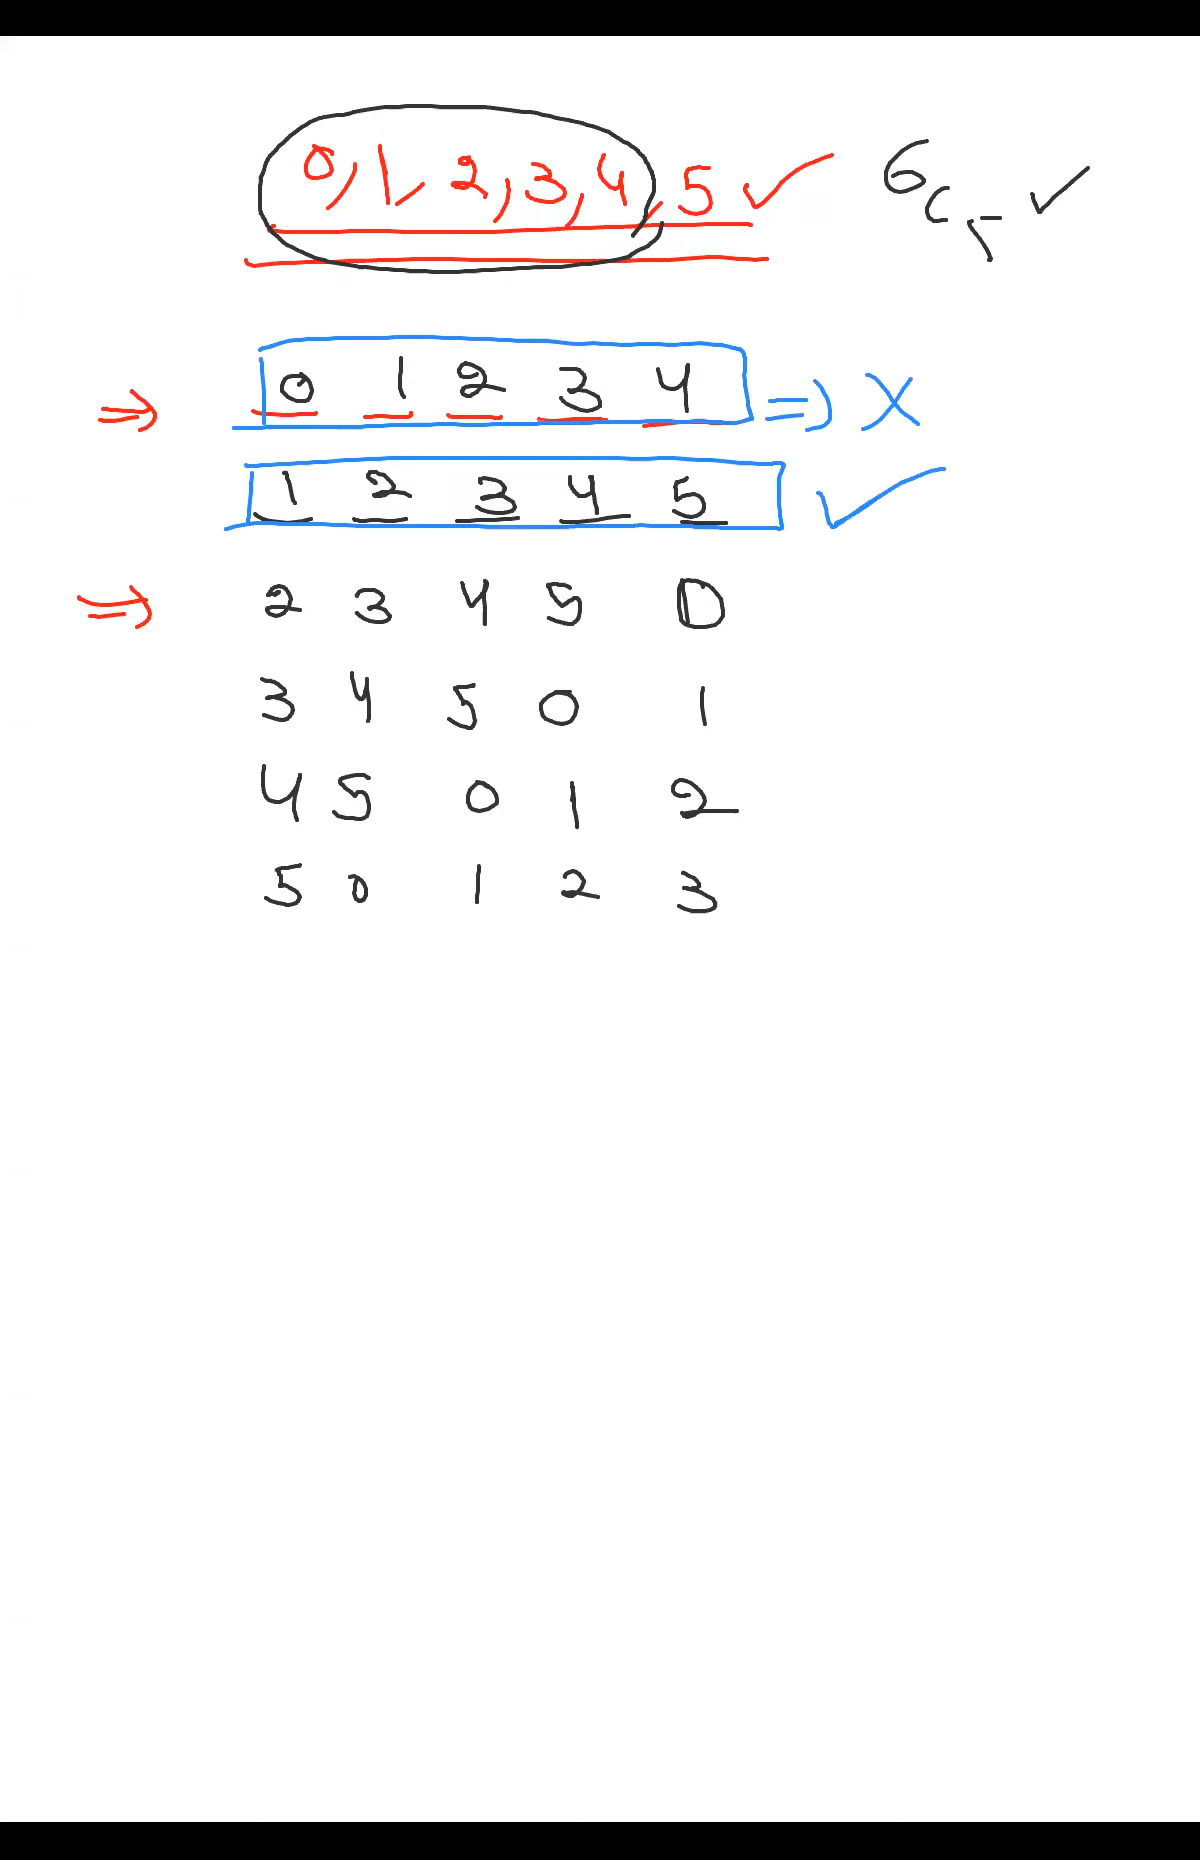 0, 1, 2, 3, 4, 5 ✓ 6c5 ✓
⇒ 0 1 2 3 4 ⇒ X
1 2 3 4 5 ✓
⇒ 2 3 4 5 0
3 4 5 0 1
4 5 0 1 2
5 0 1 2 3